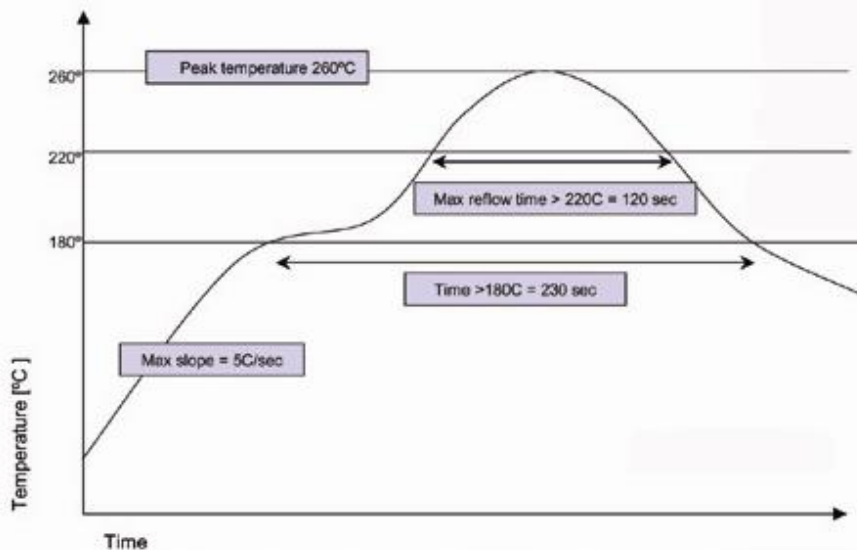 Peak temperature 260ºC
260º
220º
Max reflow time > 220C = 120 sec
180º
Time >180C = 230 sec
Max slope = 5C/sec
Temperature [ºC ]
Time